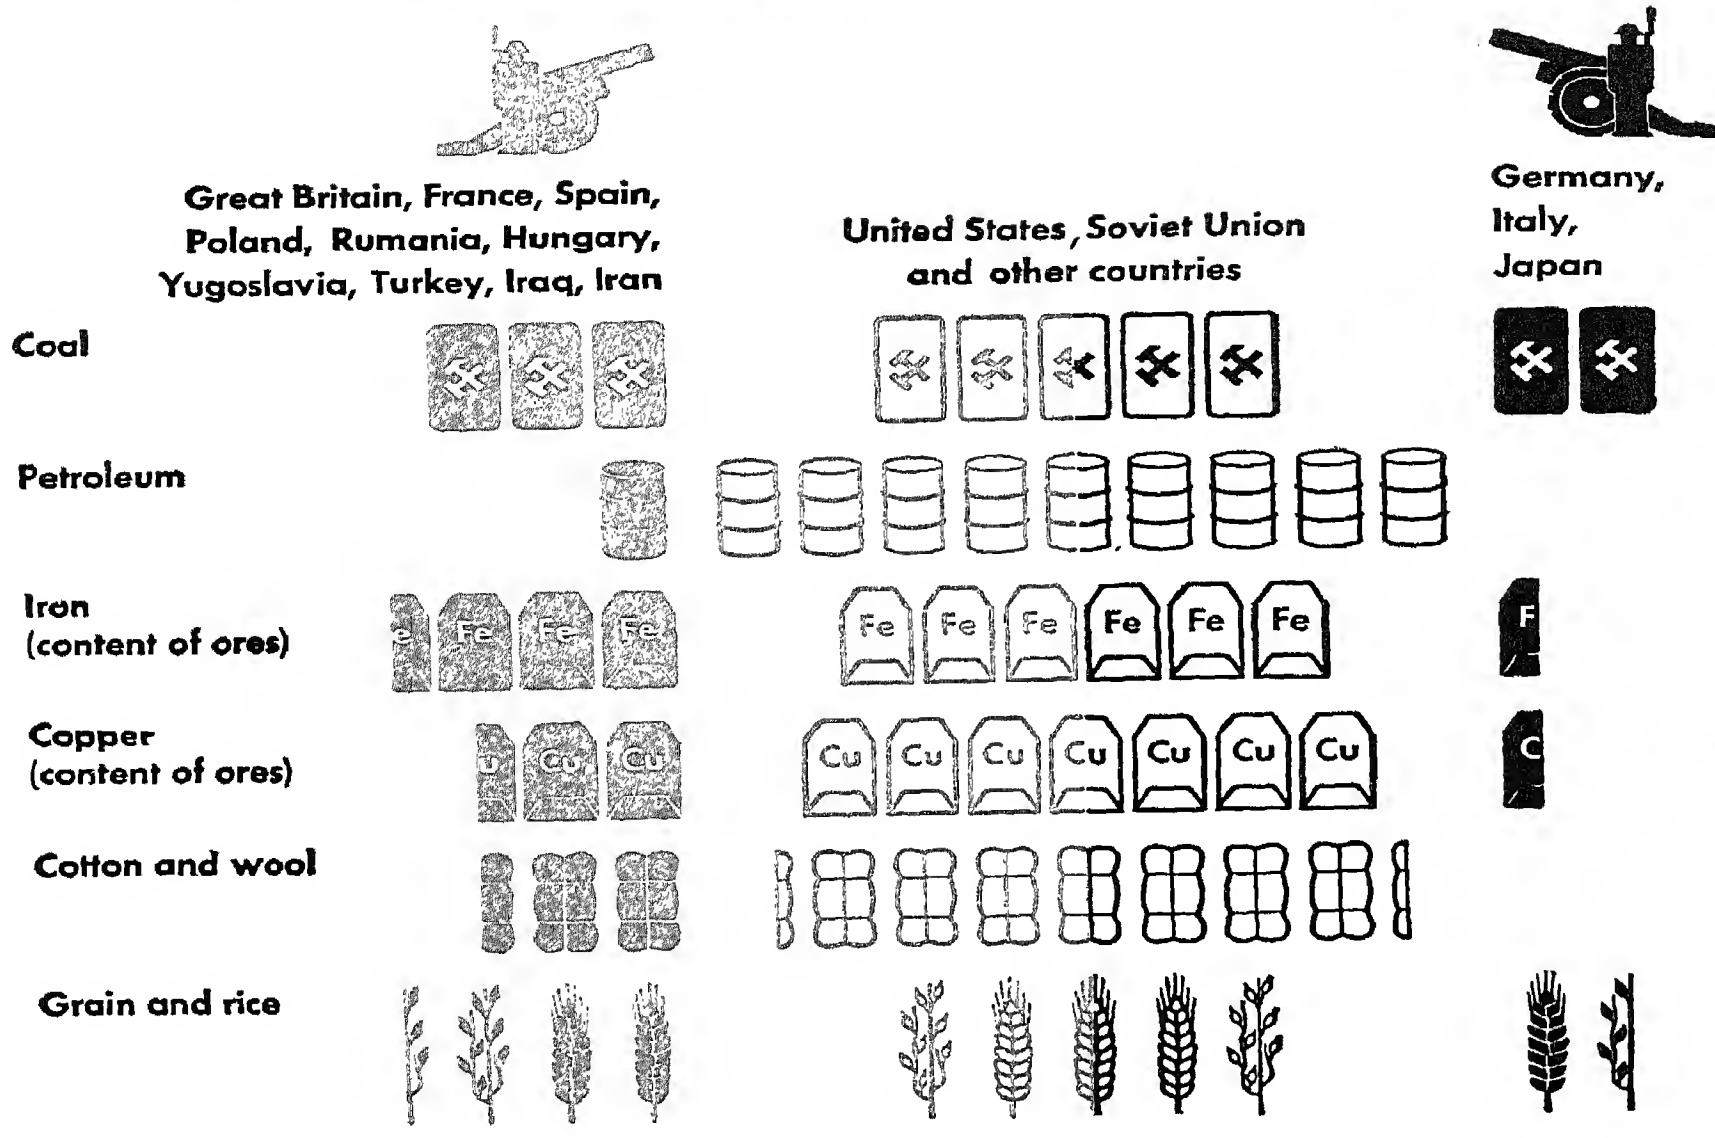 Great Britain, France, Spain,
Poland, Rumania, Hungary,
Yugoslavia, Turkey, Iraq, Iran
United States, Soviet Union
and other countries
Germany,
Italy,
Japan
Coal
Petroleum
Iron
(content of ores)
e Fe Fe Fe
Fe Fe Fe Fe Fe Fe
F
Copper
(content of ores)
u Cu Cu
Cu Cu Cu Cu Cu Cu Cu
C
Cotton and wool
Grain and rice